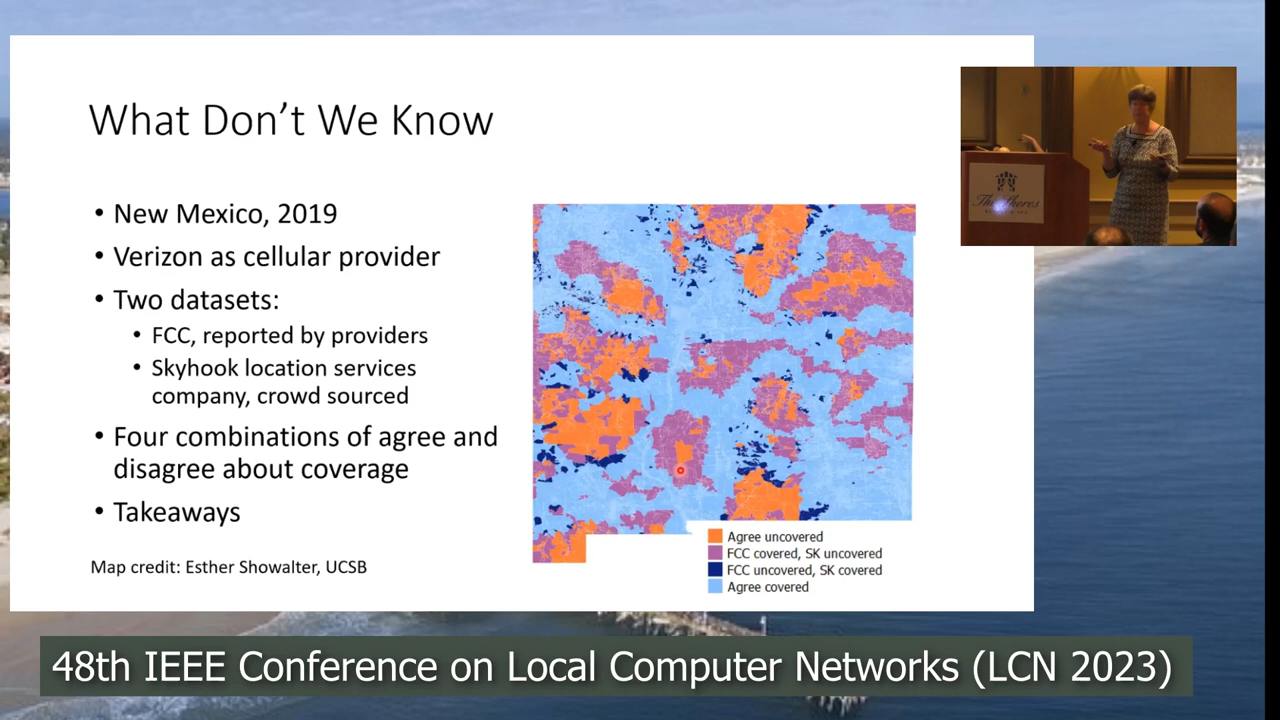 What Don't We Know
• New Mexico, 2019
• Verizon as cellular provider
• Two datasets:
• FCC, reported by providers
• Skyhook location services
company, crowd sourced
• Four combinations of agree and
disagree about coverage
• Takeaways
Map credit: Esther Showalter, UCSB
Agree uncovered
FCC covered, SK uncovered
FCC uncovered, SK covered
Agree covered
48th IEEE Conference on Local Computer Networks (LCN 2023)